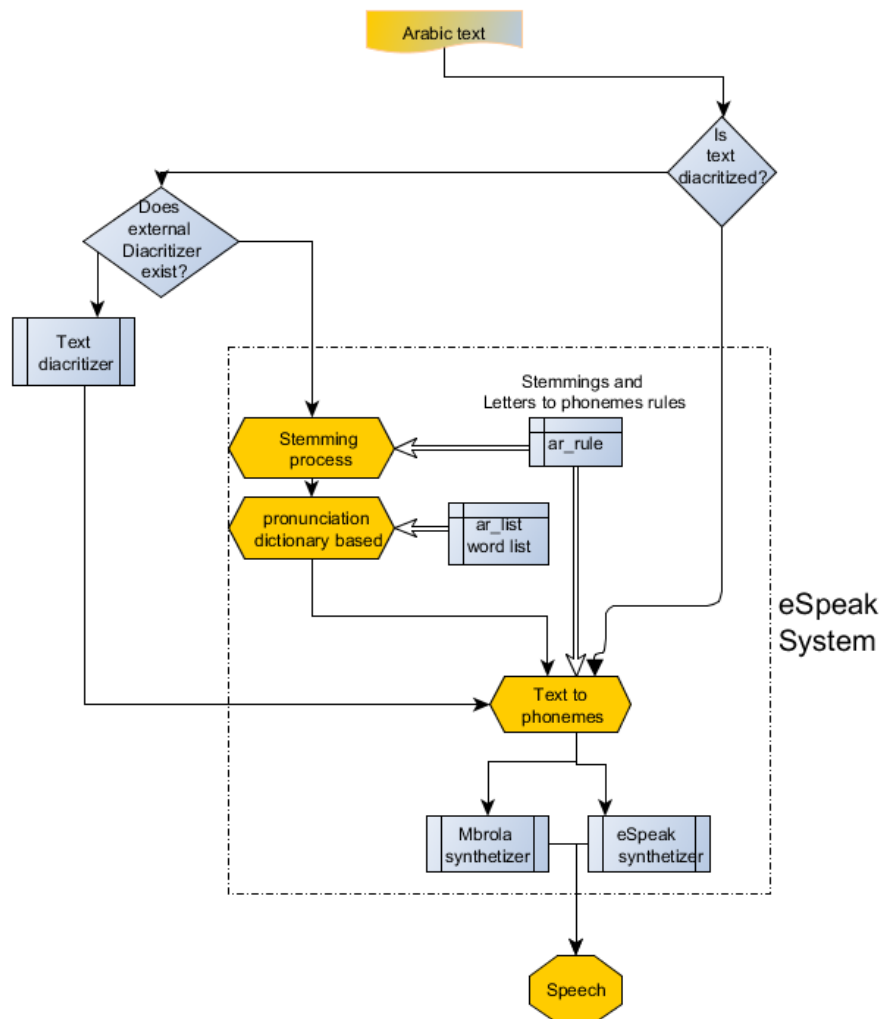 Arabic text
Is
text
diacritized?
Does
external
Diacritizer
exist?
Text
diacritizer
Stemmings and
Letters to phonemes rules
ar_rule
Stemming
process
pronunciation
dictionary based
ar_list
word list
eSpeak
System
Text to
phonemes
Mbrola
synthetizer
eSpeak
synthetizer
Speech